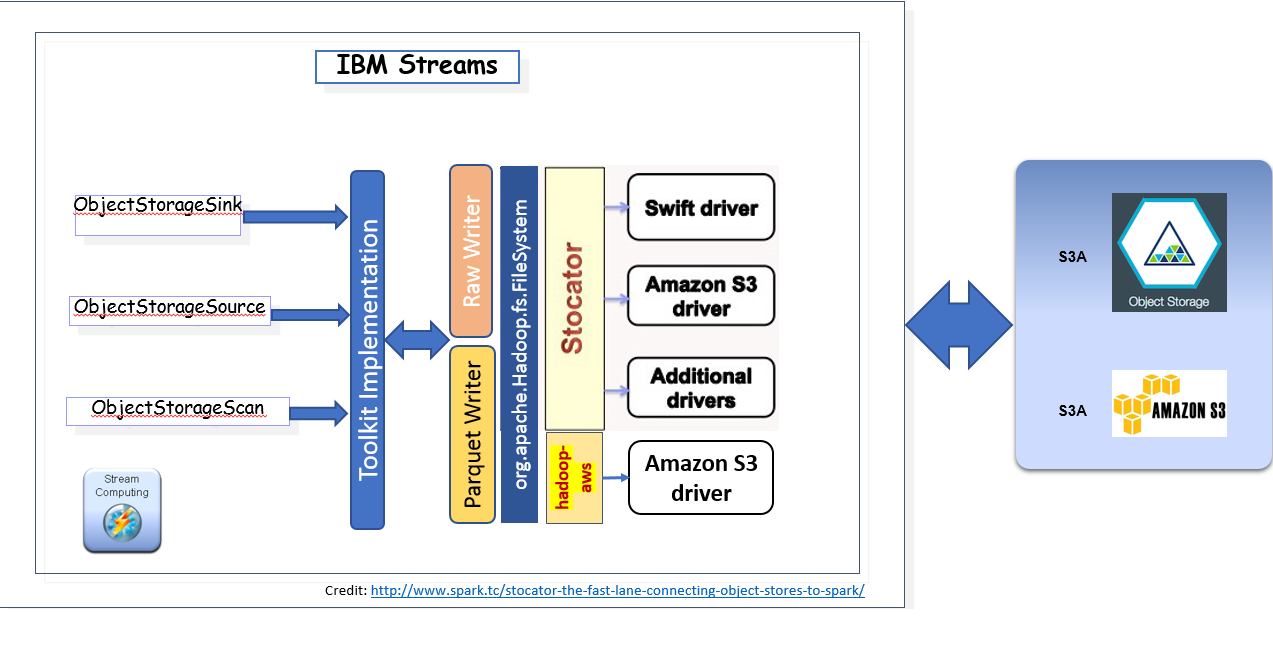 IBM Streams
ObjectStorageSink
ObjectStorageSource
ObjectStorageScan
Stream
Computing
Toolkit Implementation
Raw Writer
Parquet Writer
org.apache.Hadoop.fs.FileSystem
Stocator
hadoop-
aws
Swift driver
Amazon S3
driver
Additional
drivers
Amazon S3
driver
S3A
Object Storage
S3A
AMAZON S3
Credit: http://www.spark.tc/stocator-the-fast-lane-connecting-object-stores-to-spark/